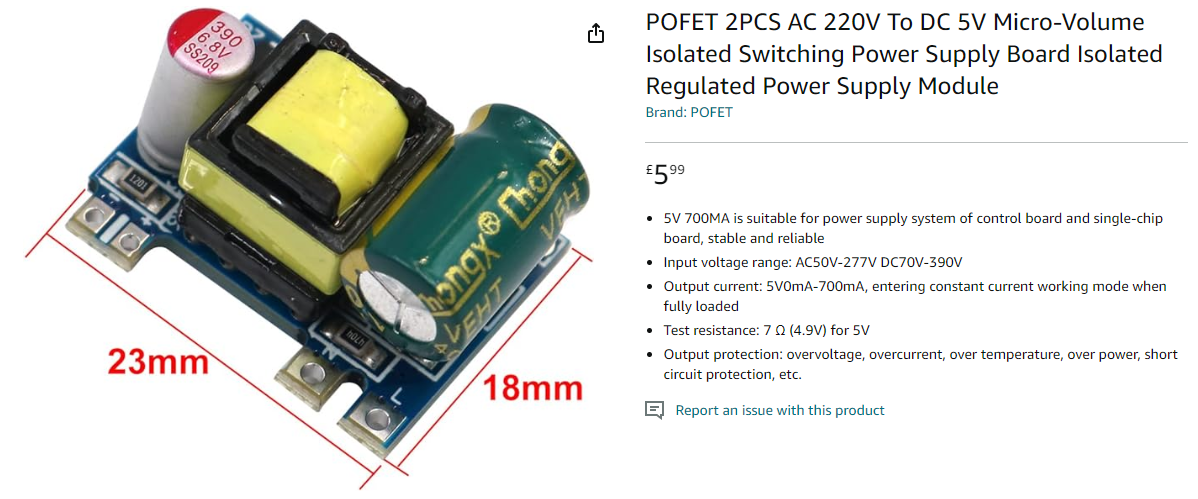 390
6.8V
SS209
1201
Chongx®
Chong
VEHT
VEH
470J
N
L
23mm
18mm
POFET 2PCS AC 220V To DC 5V Micro-Volume
Isolated Switching Power Supply Board Isolated
Regulated Power Supply Module
Brand: POFET
£5 99
5V 700MA is suitable for power supply system of control board and single-chip
board, stable and reliable
Input voltage range: AC50V-277V DC70V-390V
Output current: 5V0mA-700mA, entering constant current working mode when
fully loaded
Test resistance: 7 Ω (4.9V) for 5V
Output protection: overvoltage, overcurrent, over temperature, over power, short
circuit protection, etc.
Report an issue with this product